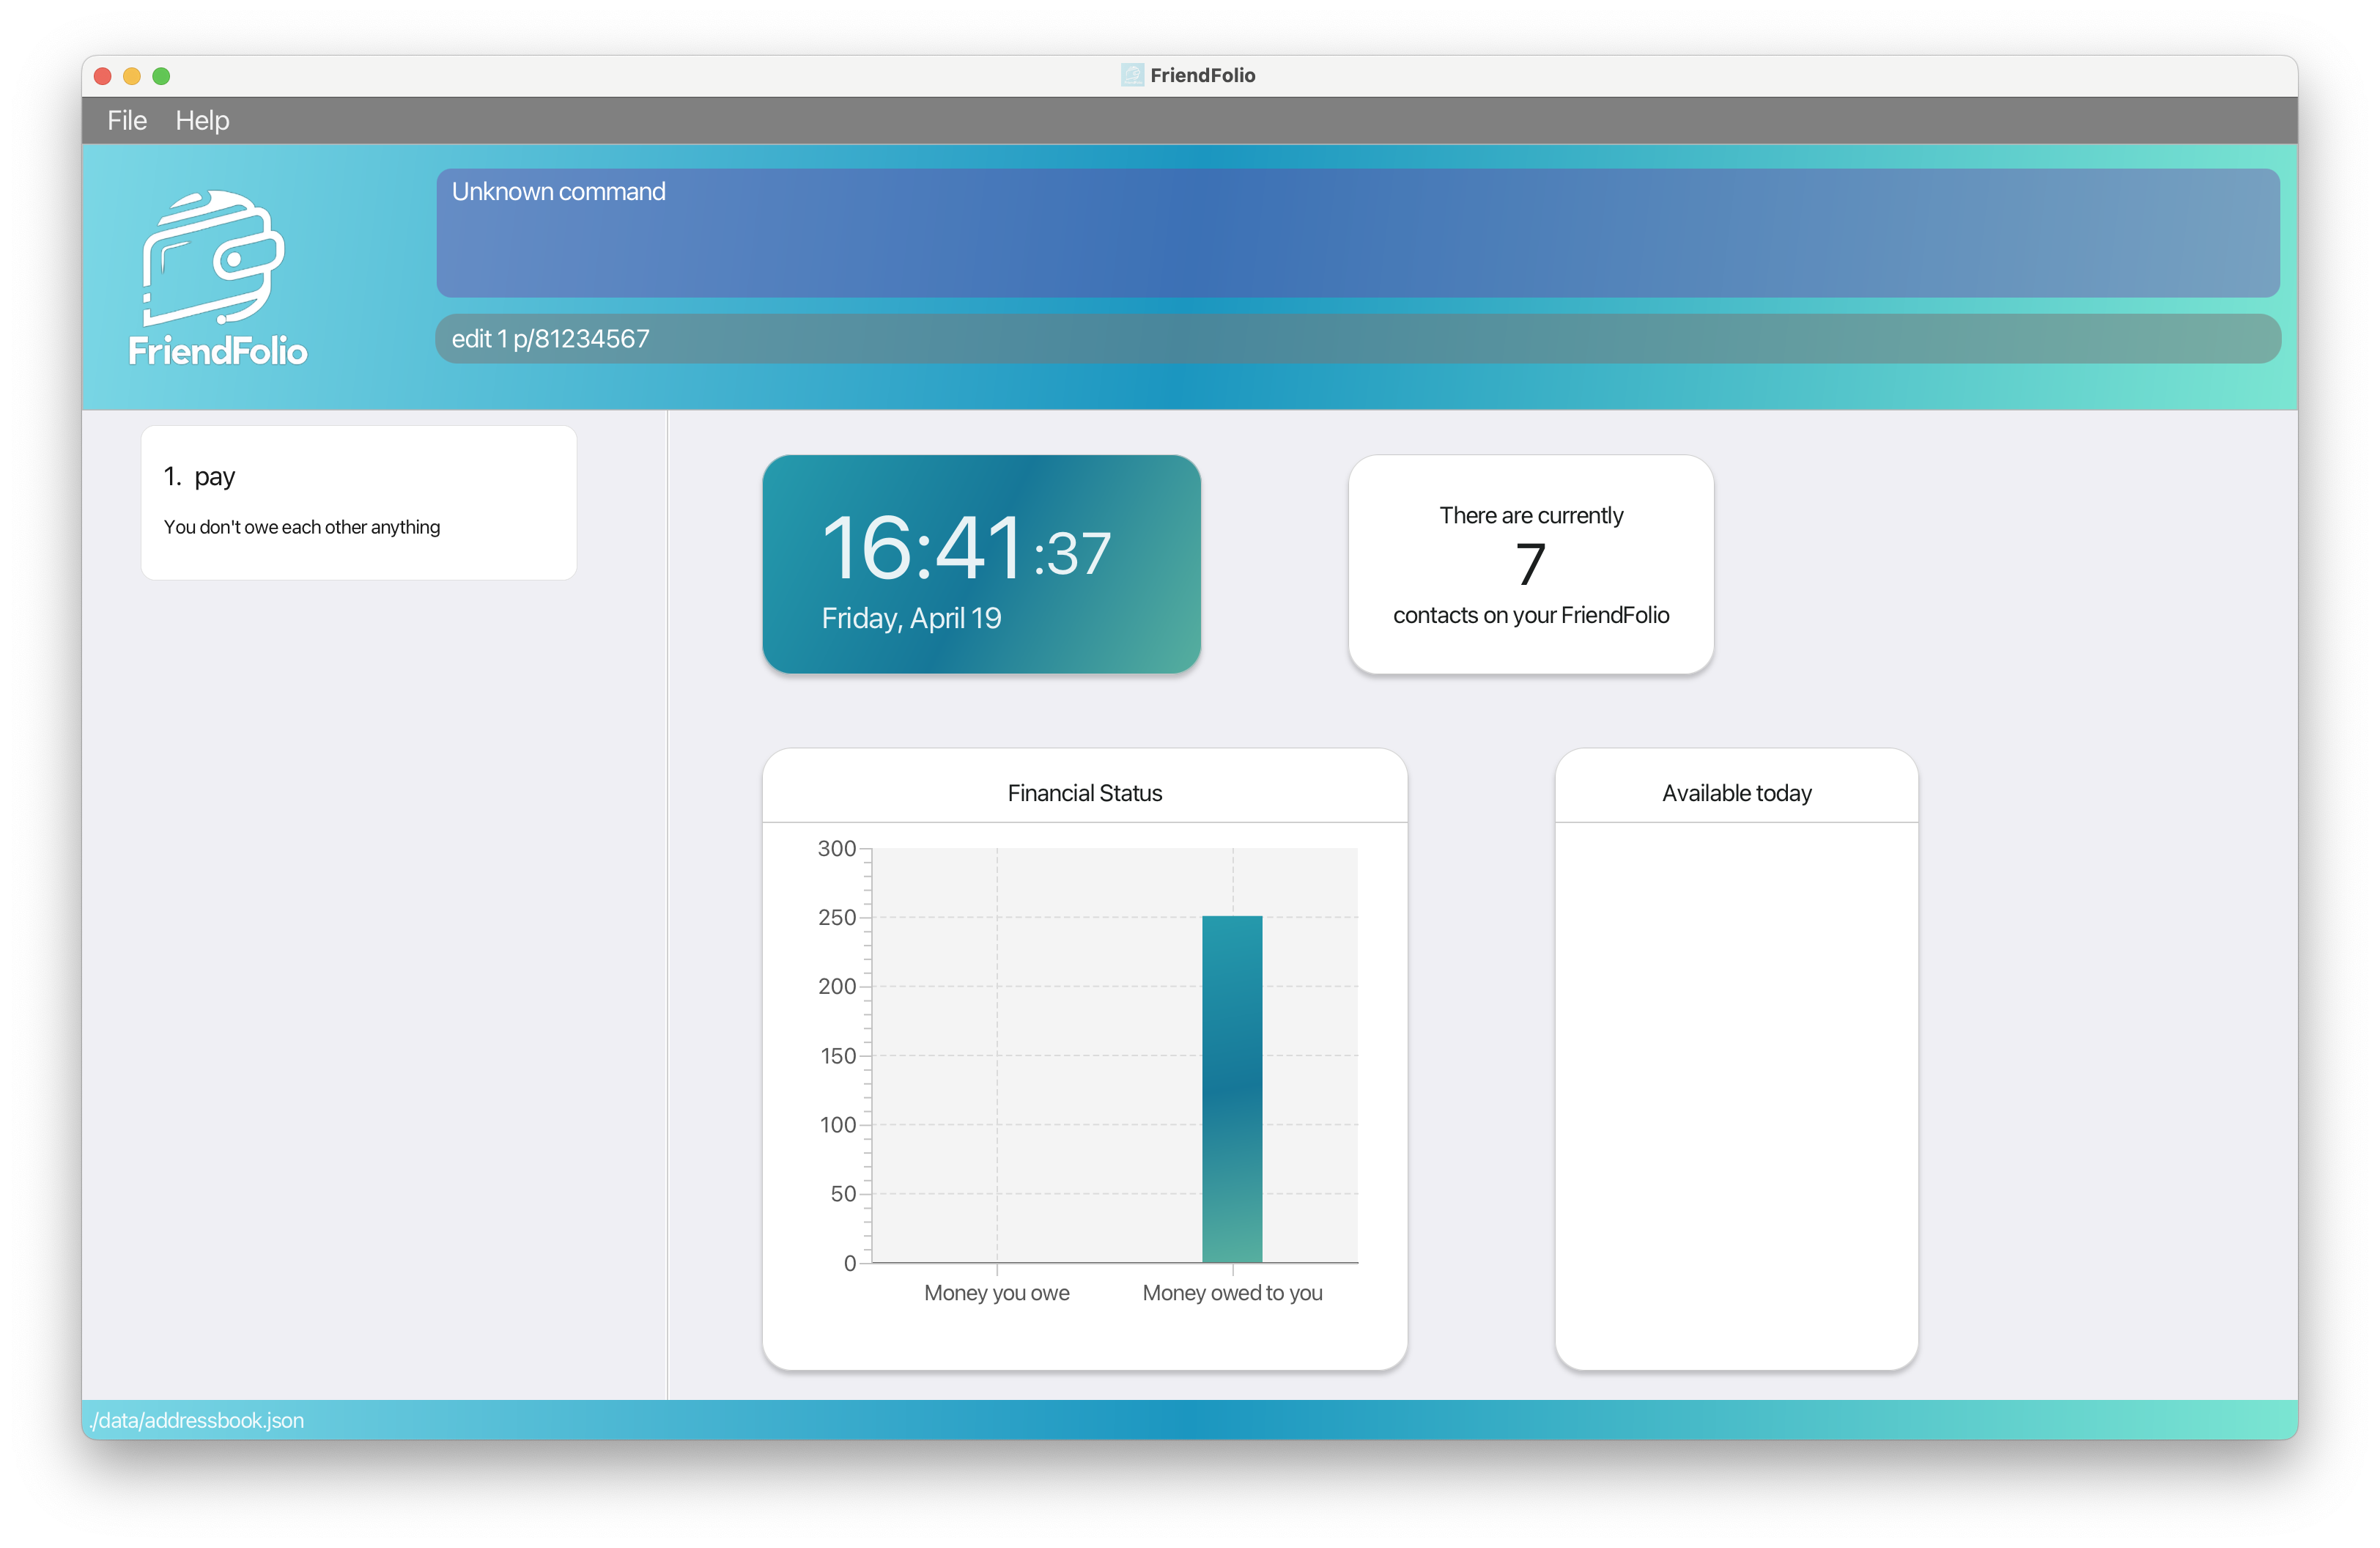 FriendFolio
File Help
Unknown command
edit 1 p/81234567
FriendFolio
1. pay
You don't owe each other anything
16:41:37
Friday, April 19
There are currently
7
contacts on your FriendFolio
Financial Status
300
250
200
150
100
50
0
Money you owe Money owed to you
Available today
./data/addressbook.json